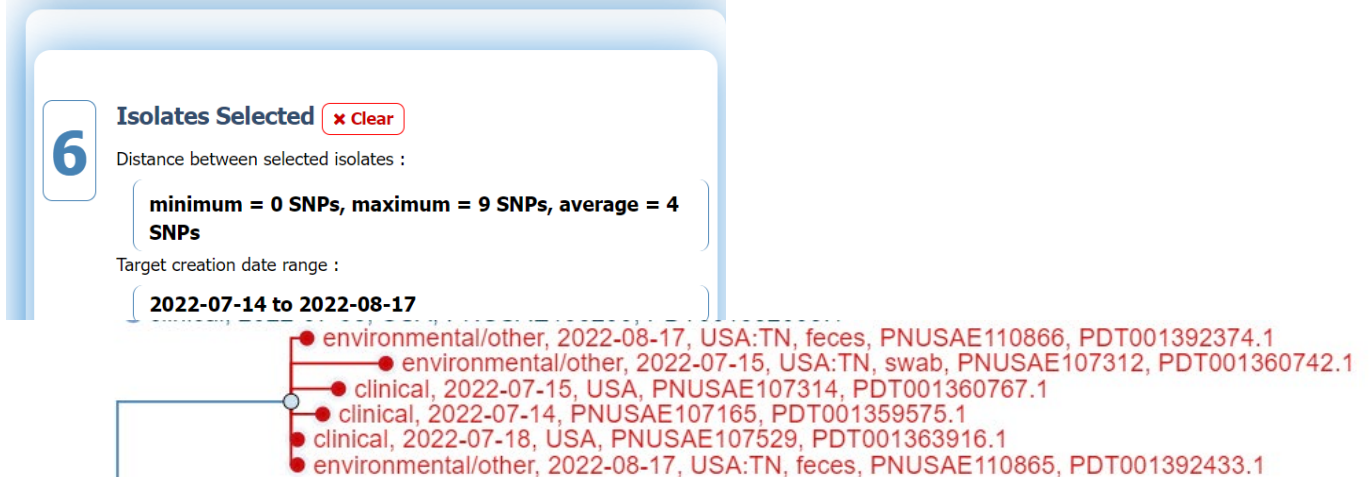 6
Isolates Selected × Clear
Distance between selected isolates :
minimum = 0 SNPs, maximum = 9 SNPs, average = 4
SNPs
Target creation date range :
2022-07-14 to 2022-08-17
environmental/other, 2022-08-17, USA:TN, feces, PNUSAE110866, PDT001392374.1
environmental/other, 2022-07-15, USA:TN, swab, PNUSAE107312, PDT001360742.1
clinical, 2022-07-15, USA, PNUSAE107314, PDT001360767.1
clinical, 2022-07-14, PNUSAE107165, PDT001359575.1
clinical, 2022-07-18, USA, PNUSAE107529, PDT001363916.1
environmental/other, 2022-08-17, USA:TN, feces, PNUSAE110865, PDT001392433.1